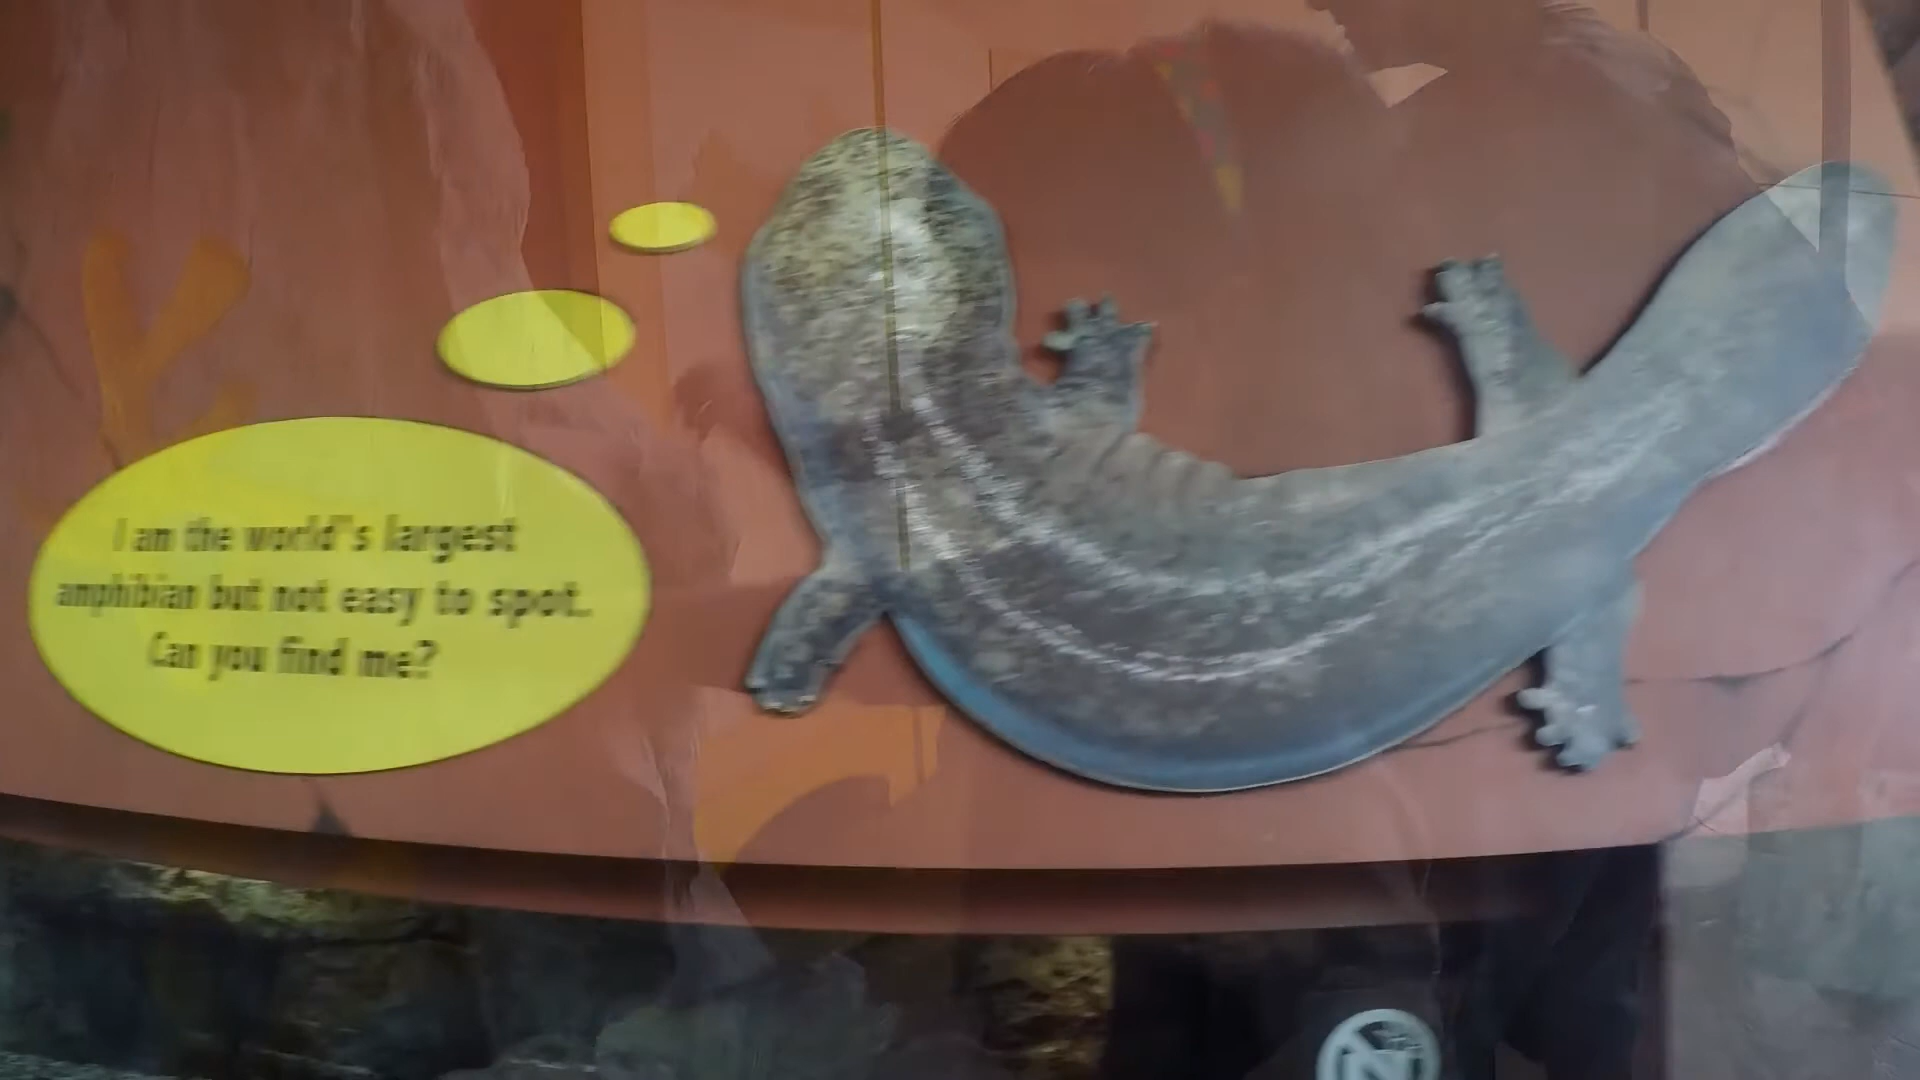 I am the world's largest
amphibian but not easy to spot.
Can you find me?